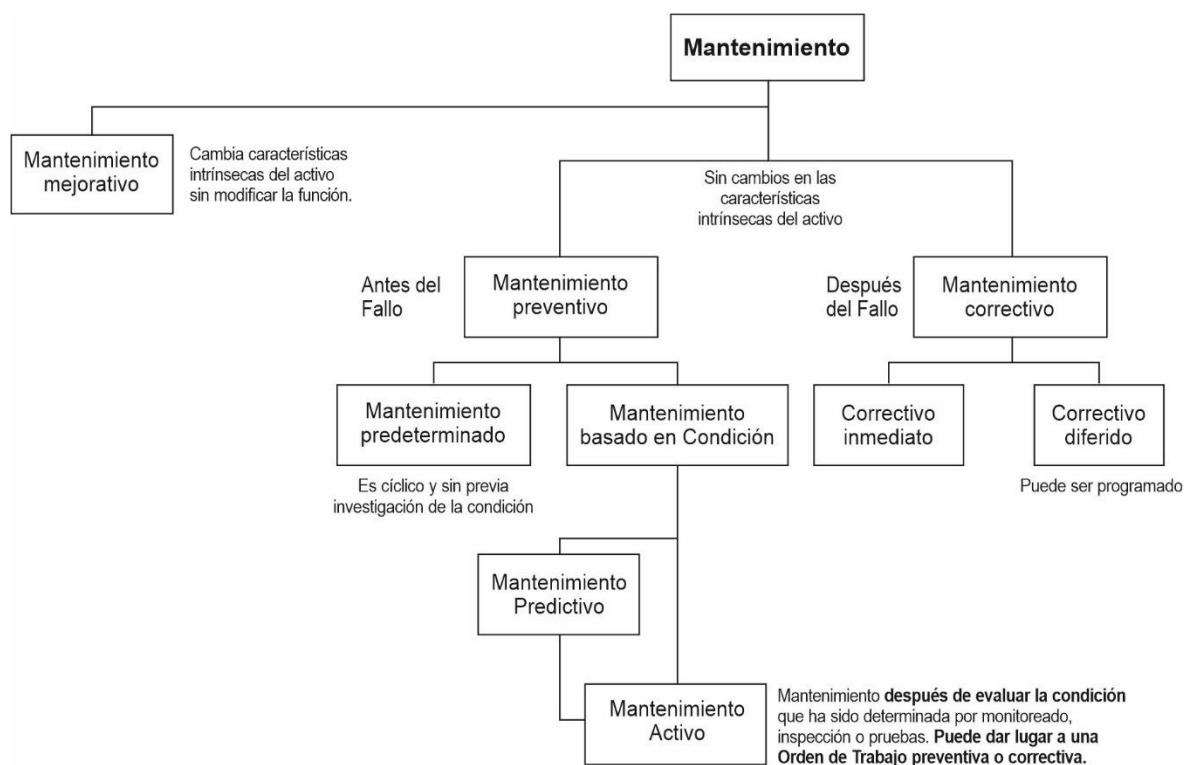 Mantenimiento
Mantenimiento
mejorativo
Cambia características
intrínsecas del activo
sin modificar la función.
Sin cambios en las
características
intrínsecas del activo
Antes del
Fallo
Mantenimiento
preventivo
Después
del Fallo
Mantenimiento
correctivo
Mantenimiento
predeterminado
Es cíclico y sin previa
investigación de la condición
Mantenimiento
basado en Condición
Correctivo
inmediato
Correctivo
diferido
Puede ser programado
Mantenimiento
Predictivo
Mantenimiento
Activo
Mantenimiento después de evaluar la condición
que ha sido determinada por monitoreado,
inspección o pruebas. Puede dar lugar a una
Orden de Trabajo preventiva o correctiva.